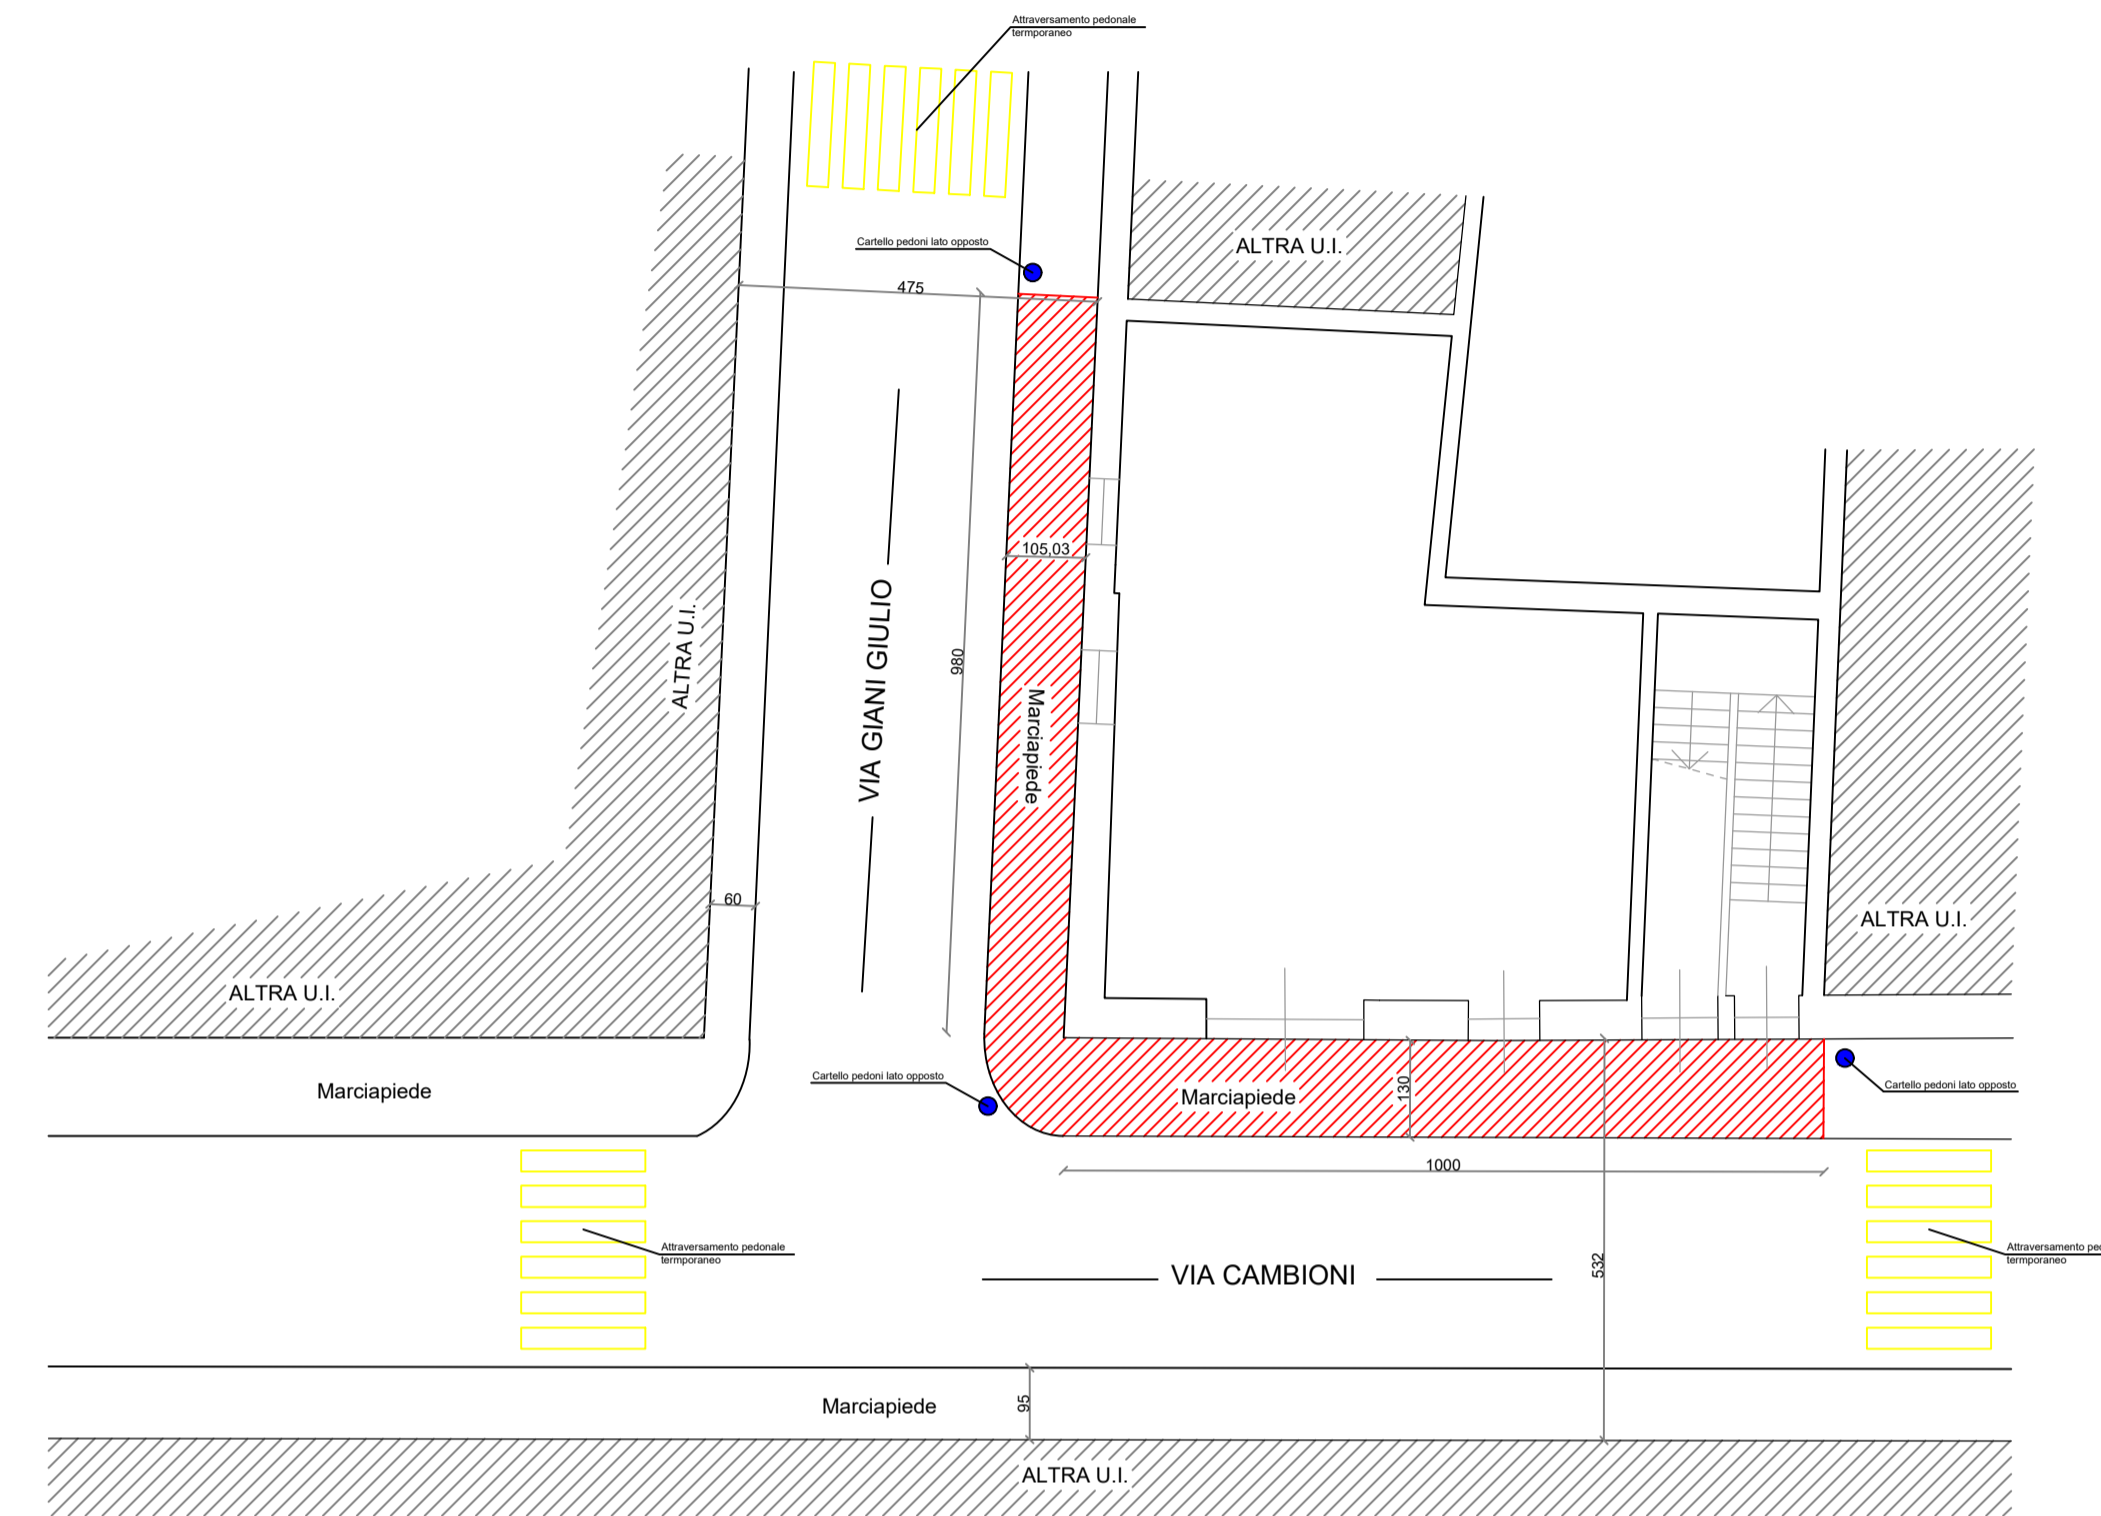 Attraversamento pedonale
termporaneo
ALTRA U.I.
Cartello pedoni lato opposto
475
105,03
VIA GIANI GIULIO
980
ALTRA U.I.
Marciapiede
60
ALTRA U.I.
ALTRA U.I.
Marciapiede
Cartello pedoni lato opposto
Marciapiede
130
Cartello pedoni lato opposto
1000
Attraversamento pedonale
termporaneo
VIA CAMBIONI
532
Attraversamento ped
termporaneo
Marciapiede
95
ALTRA U.I.